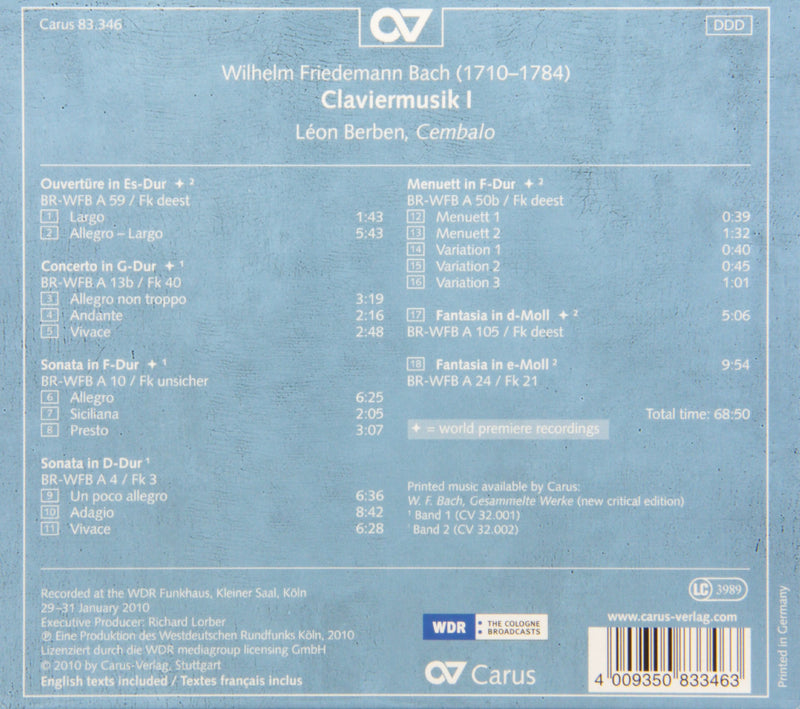 Carus 83.346
DDD
Wilhelm Friedemann Bach (1710–1784)
Claviermusik I
Léon Berben, Cembalo
Ouvertüre in Es-Dur ✦ ²
BR-WFB A 59 / Fk deest
1 Largo 1:43
2 Allegro – Largo 5:43
Concerto in G-Dur ✦ ¹
BR-WFB A 13b / Fk 40
3 Allegro non troppo 3:19
4 Andante 2:16
5 Vivace 2:48
Sonata in F-Dur ✦ ¹
BR-WFB A 10 / Fk unsicher
6 Allegro 6:25
7 Siciliana 2:05
8 Presto 3:07
Sonata in D-Dur ¹
BR-WFB A 4 / Fk 3
9 Un poco allegro 6:36
10 Adagio 8:42
11 Vivace 6:28
Menuett in F-Dur ✦ ²
BR-WFB A 50b / Fk deest
12 Menuett 1 0:39
13 Menuett 2 1:32
14 Variation 1 0:40
15 Variation 2 0:45
16 Variation 3 1:01
17 Fantasia in d-Moll ✦ ² 5:06
BR-WFB A 105 / Fk deest
18 Fantasia in e-Moll ² 9:54
BR-WFB A 24 / Fk 21
Total time: 68:50
✦ = world premiere recordings
Printed music available by Carus:
W. F. Bach, Gesammelte Werke (new critical edition)
¹ Band 1 (CV 32.001)
Band 2 (CV 32.002)
Recorded at the WDR Funkhaus, Kleiner Saal, Köln
29–31 January 2010
Executive Producer: Richard Lorber
℗ Eine Produktion des Westdeutschen Rundfunks Köln, 2010
Lizenziert durch die WDR mediagroup licensing GmbH
© 2010 by Carus-Verlag, Stuttgart
English texts included / Textes français inclus
WDR THE COLOGNE
BROADCASTS
Carus
LC 3989
www.carus-verlag.com
4 009350 833463
Printed in Germany